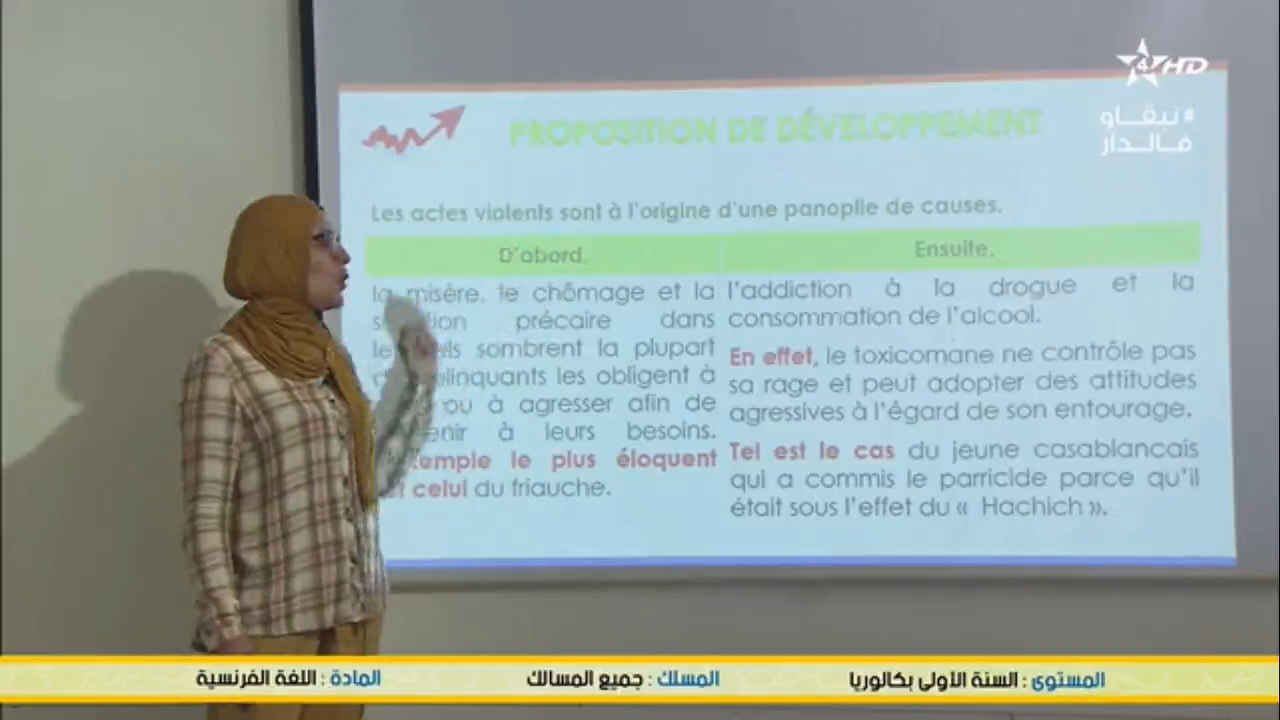 4 HD
# نبقاو
فالدار
PROPOSITION DE DÉVELOPPEMENT
Les actes violents sont à l'origine d'une panoplie de causes.
D'abord,
la misère, le chômage et la
précaire dans
sombrent la plupart
les obligent à
ou à agresser afin de
à leurs besoins.
le plus éloquent
celui du friauche.
Ensuite,
l'addiction à la drogue et la
consommation de l'alcool.
En effet, le toxicomane ne contrôle pas
sa rage et peut adopter des attitudes
agressives à l'égard de son entourage.
Tel est le cas du jeune casablancais
qui a commis le parricide parce qu'il
était sous l'effet du « Hachich ».
المستوى : السنة الأولى بكالوريا
المسلك : جميع المسالك
المادة : اللغة الفرنسية